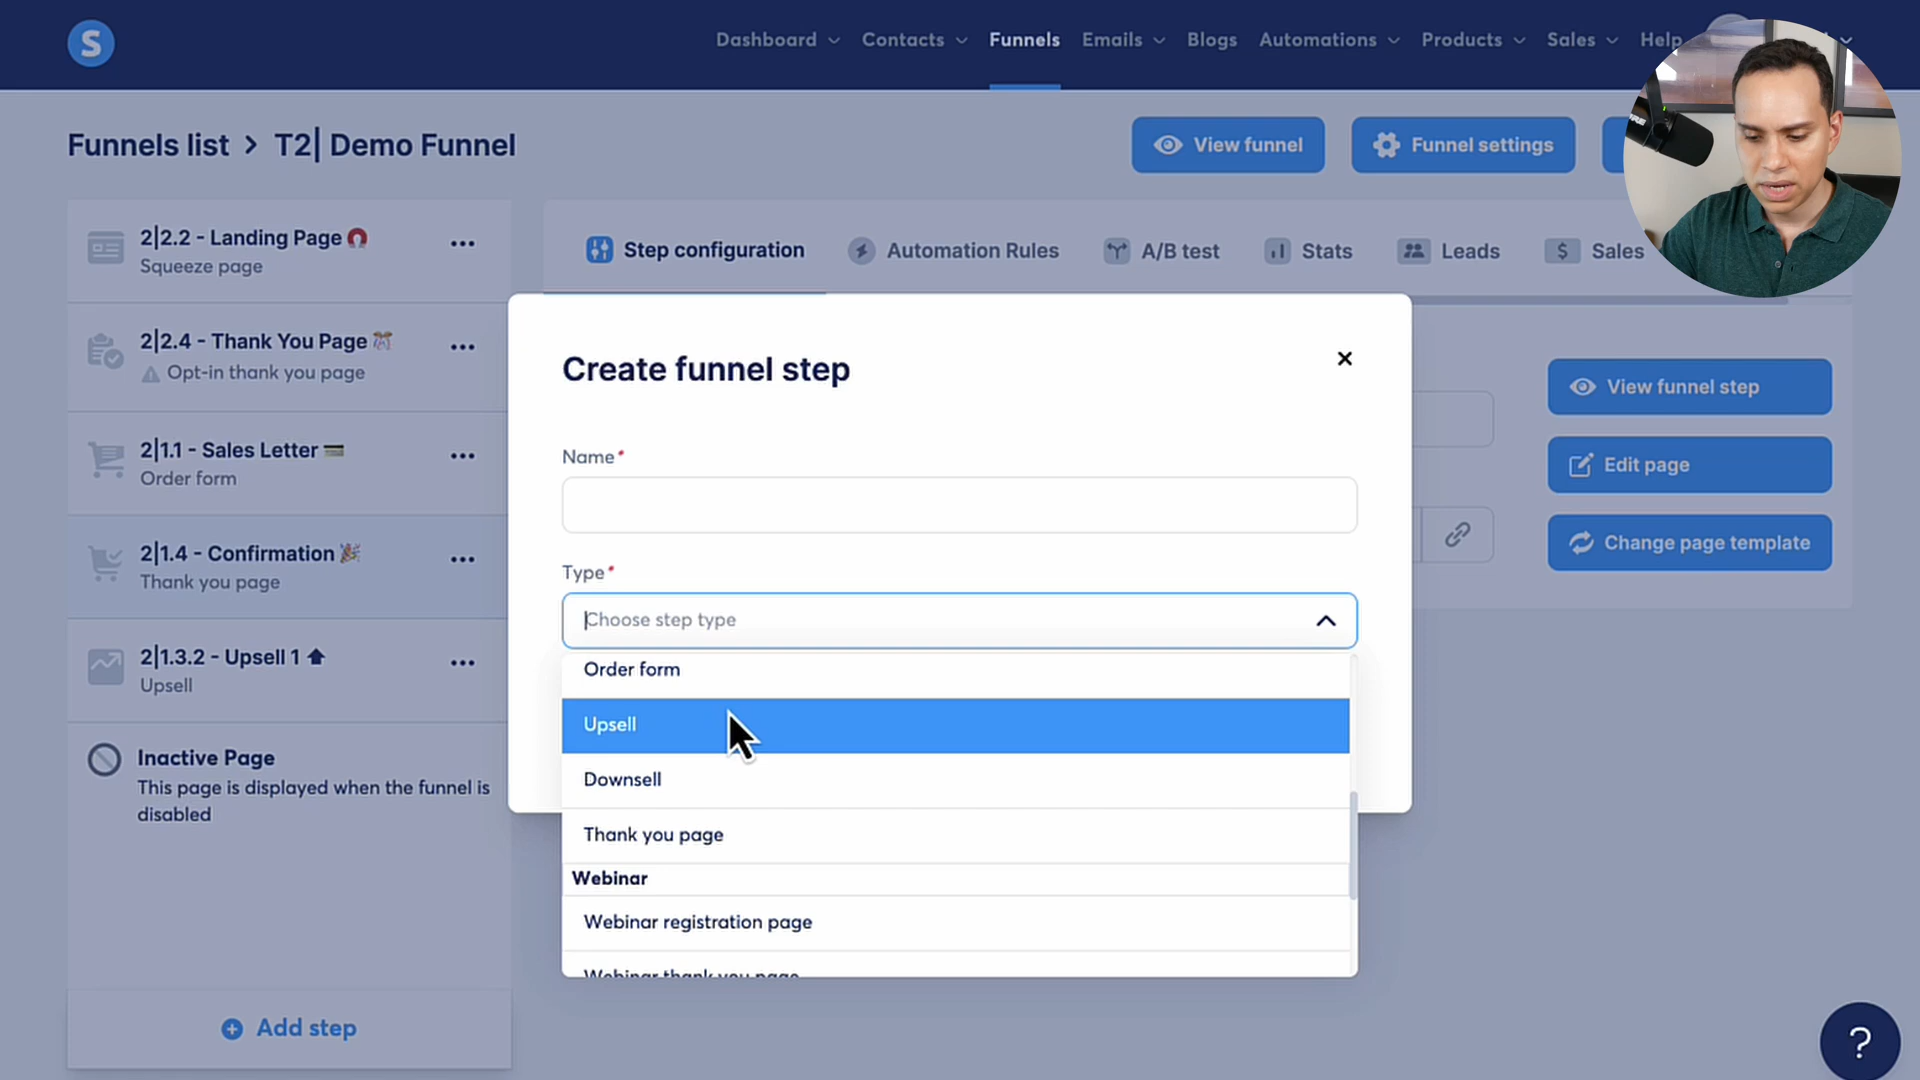 S
Dashboard
Contacts
Funnels
Emails
Blogs
Automations
Products
Sales
Help
Funnels list > T2| Demo Funnel
View funnel
Funnel settings
2|2.2 - Landing Page
Squeeze page
2|2.4 - Thank You Page
Opt-in thank you page
2|1.1 - Sales Letter
Order form
2|1.4 - Confirmation
Thank you page
2|1.3.2 - Upsell 1
Upsell
Inactive Page
This page is displayed when the funnel is
disabled
Add step
Step configuration
Automation Rules
A/B test
Stats
Leads
Sales
View funnel step
Edit page
Change page template
Create funnel step
Name*
Type*
Choose step type
Order form
Upsell
Downsell
Thank you page
Webinar
Webinar registration page
Webinar thank you page
?